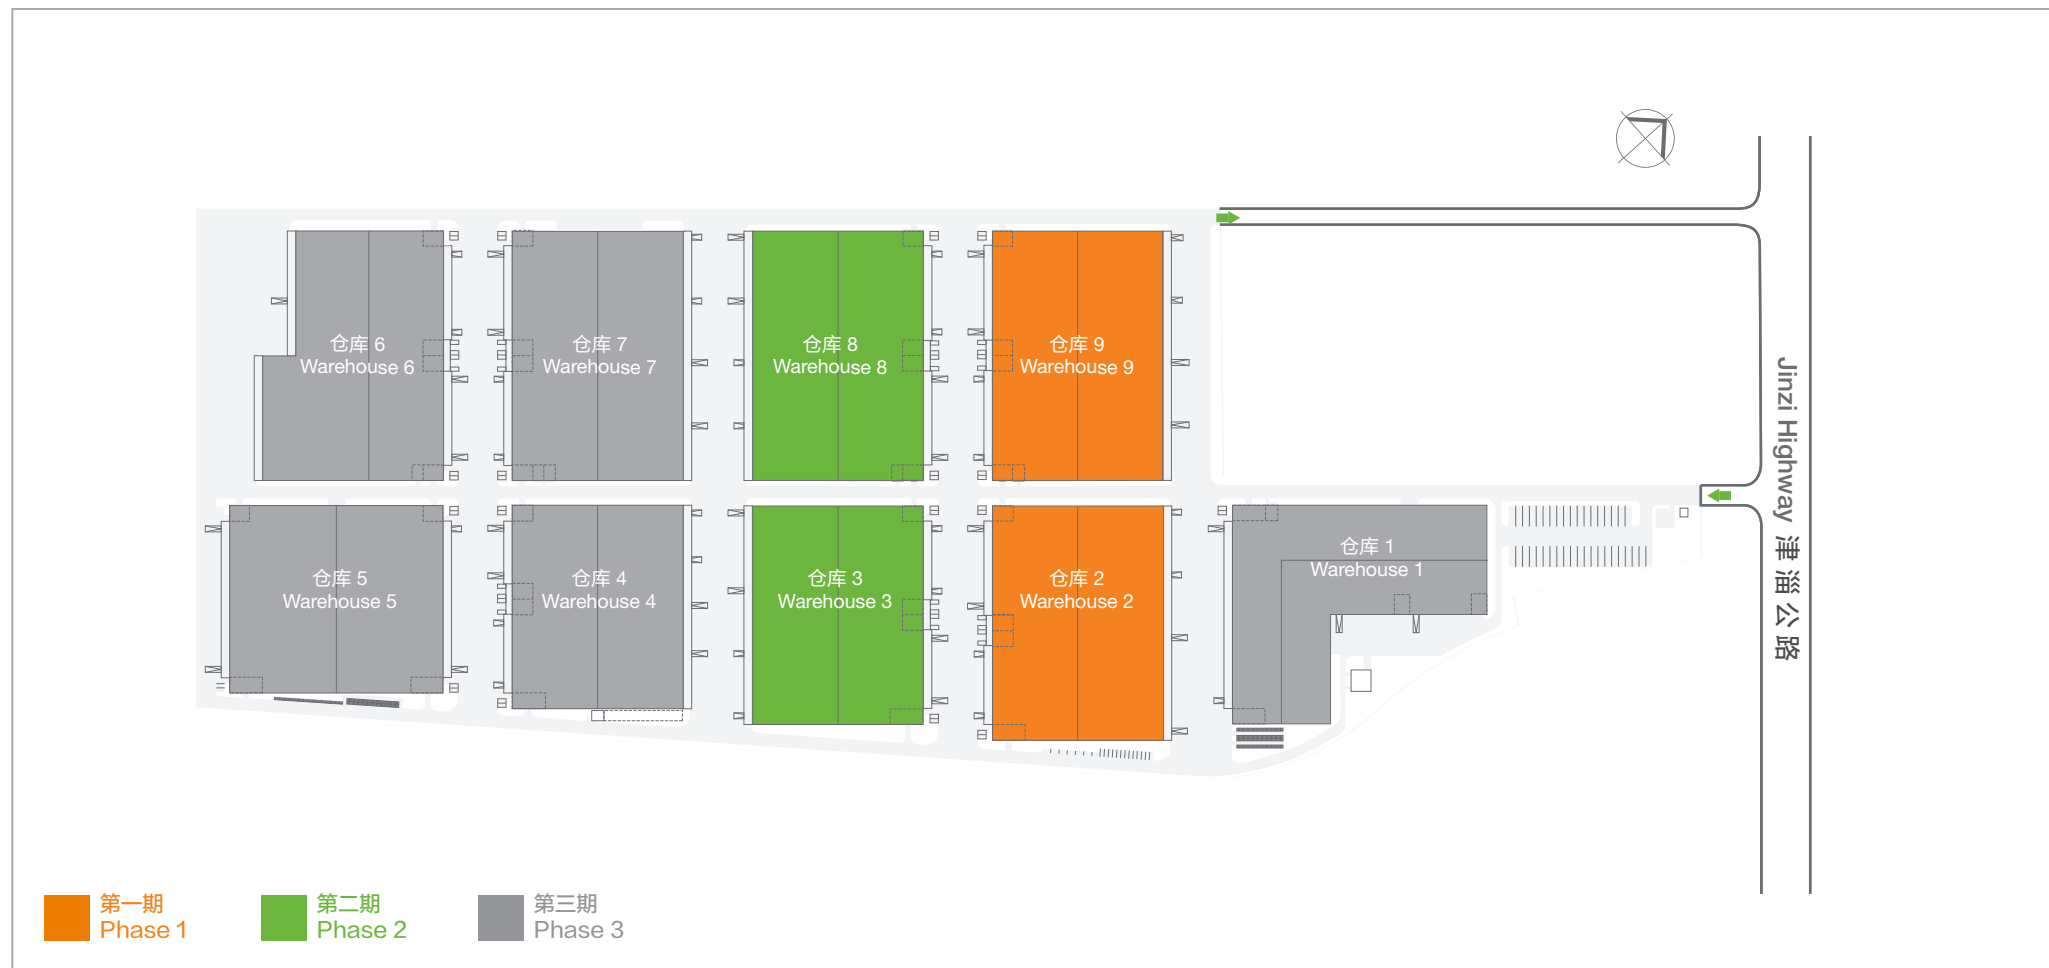 仓库 6
Warehouse 6
仓库 7
Warehouse 7
仓库 8
Warehouse 8
仓库 9
Warehouse 9
仓库 5
Warehouse 5
仓库 4
Warehouse 4
仓库 3
Warehouse 3
仓库 2
Warehouse 2
仓库 1
Warehouse 1
Jinzi Highway 津淄公路
第一期
Phase 1
第二期
Phase 2
第三期
Phase 3